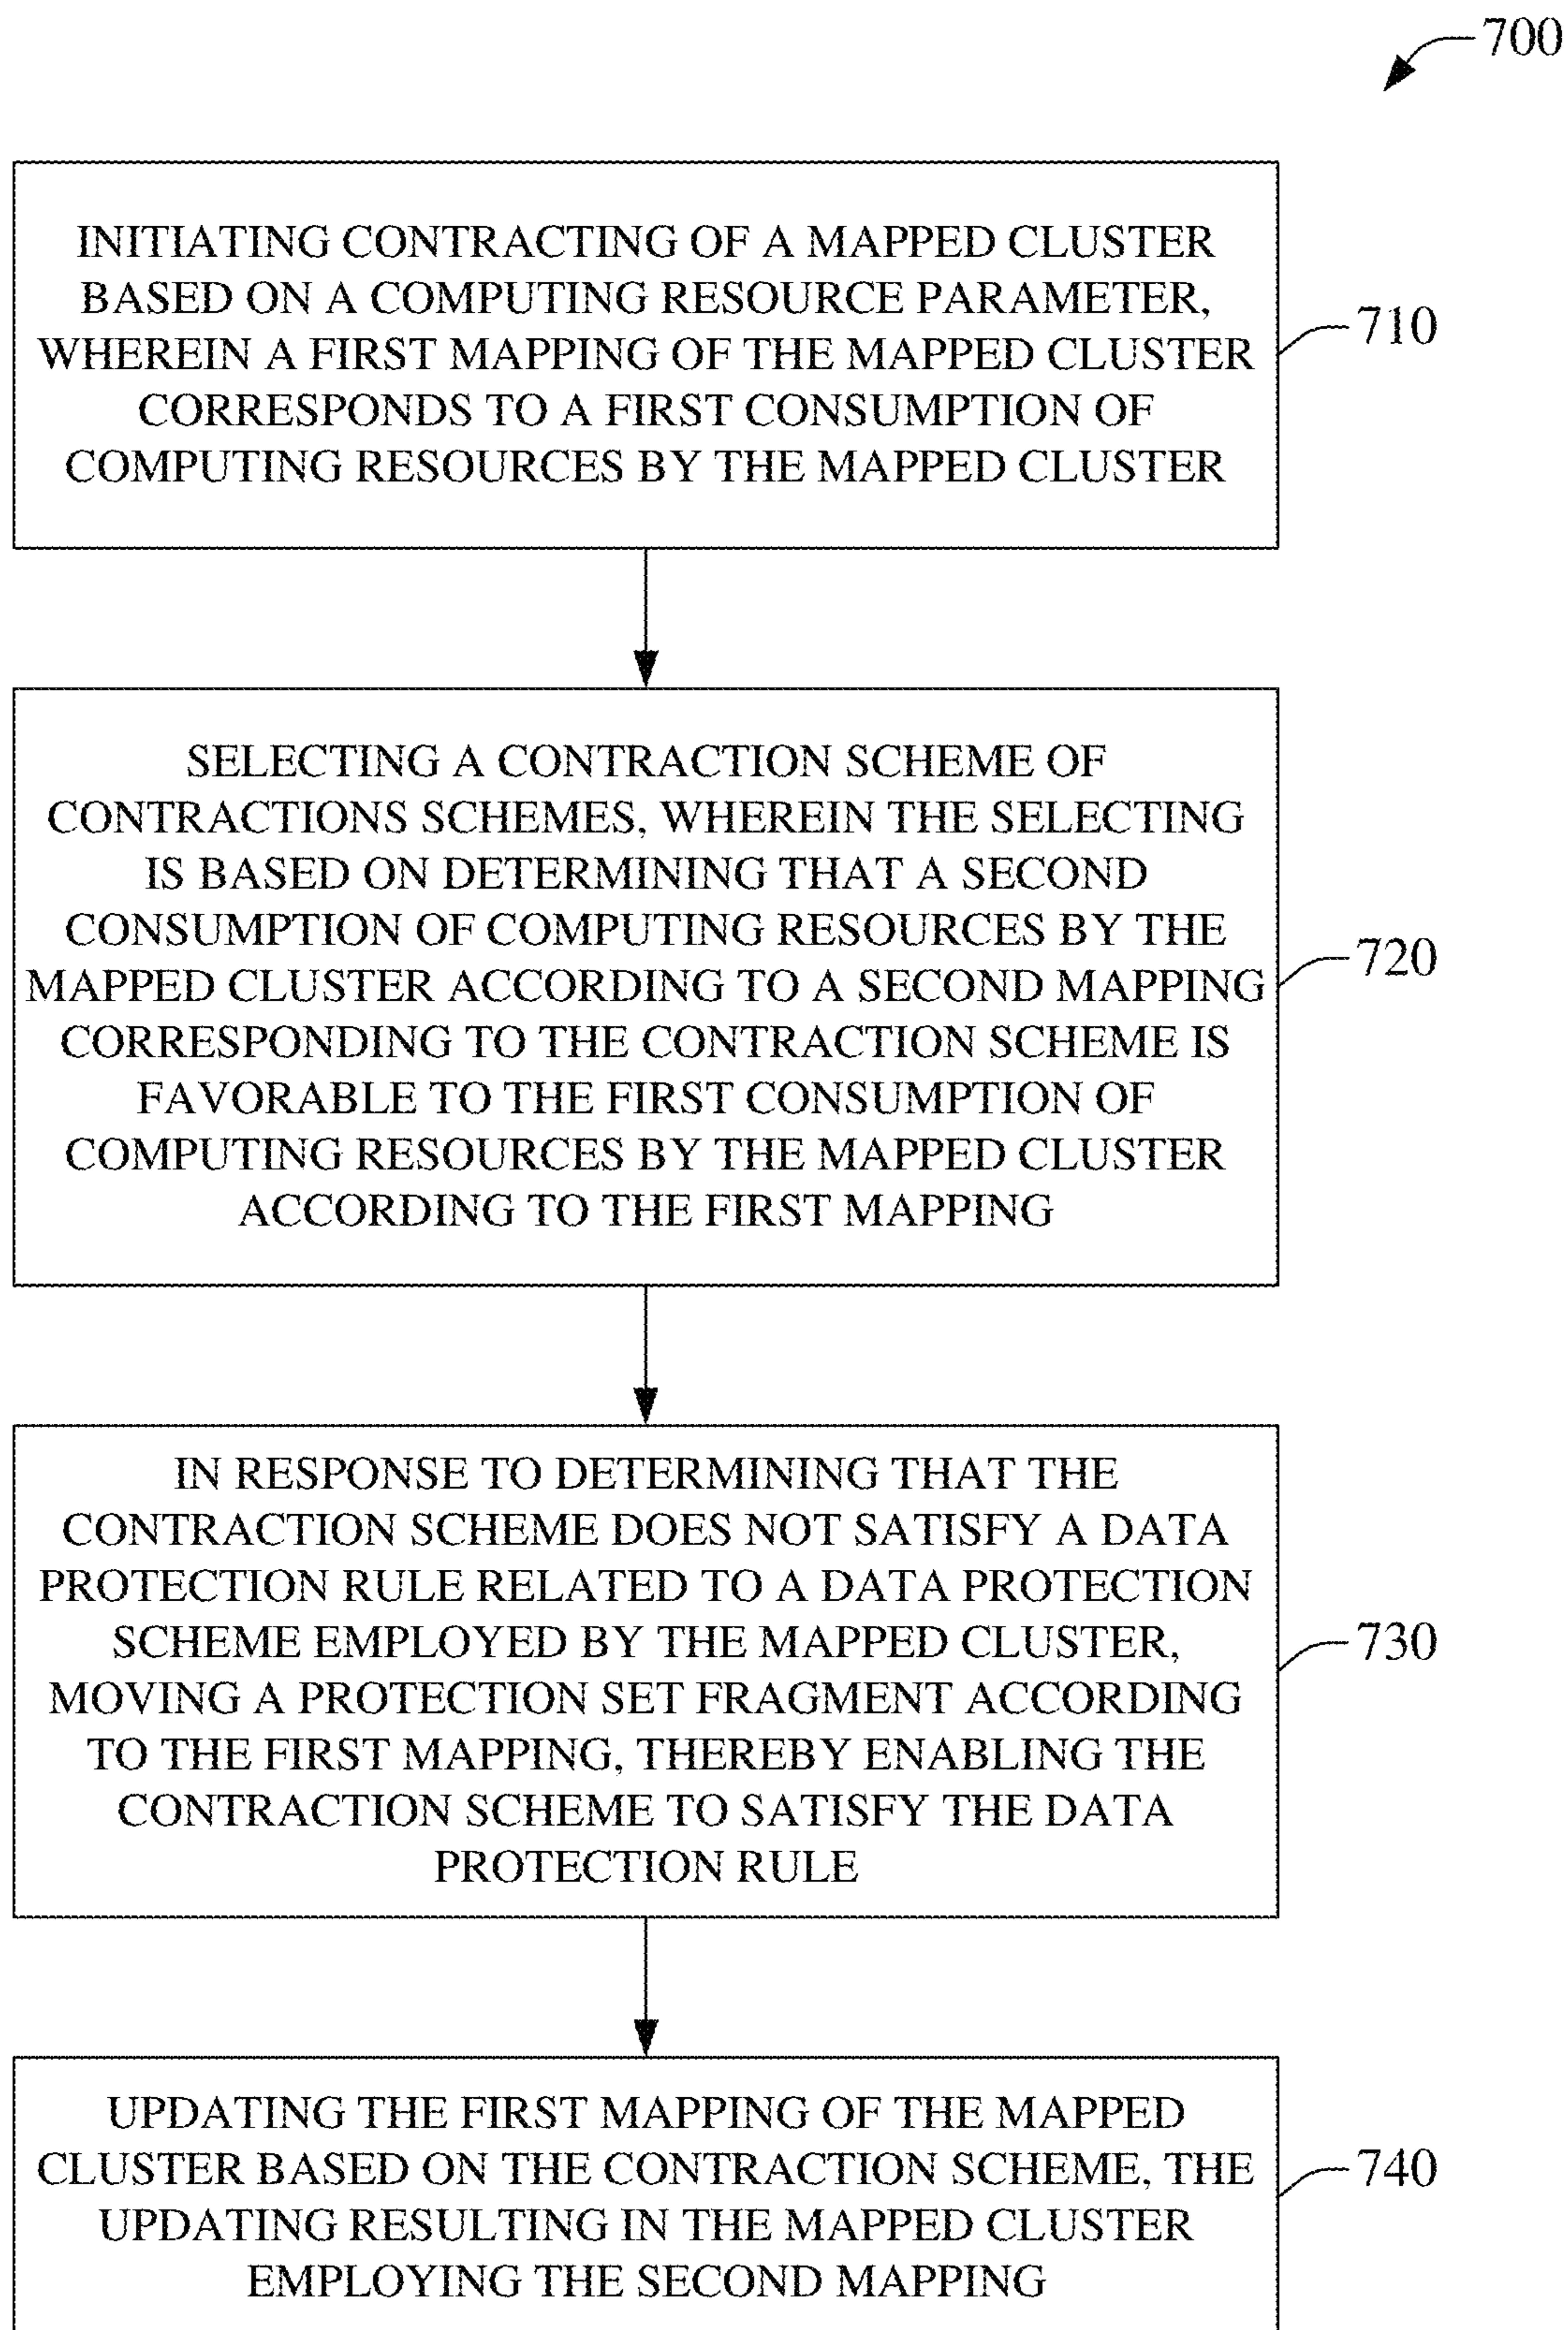 700
INITIATING CONTRACTING OF A MAPPED CLUSTER
BASED ON A COMPUTING RESOURCE PARAMETER,
WHEREIN A FIRST MAPPING OF THE MAPPED CLUSTER
CORRESPONDS TO A FIRST CONSUMPTION OF
COMPUTING RESOURCES BY THE MAPPED CLUSTER
710
SELECTING A CONTRACTION SCHEME OF
CONTRACTIONS SCHEMES, WHEREIN THE SELECTING
IS BASED ON DETERMINING THAT A SECOND
CONSUMPTION OF COMPUTING RESOURCES BY THE
MAPPED CLUSTER ACCORDING TO A SECOND MAPPING
CORRESPONDING TO THE CONTRACTION SCHEME IS
FAVORABLE TO THE FIRST CONSUMPTION OF
COMPUTING RESOURCES BY THE MAPPED CLUSTER
ACCORDING TO THE FIRST MAPPING
720
IN RESPONSE TO DETERMINING THAT THE
CONTRACTION SCHEME DOES NOT SATISFY A DATA
PROTECTION RULE RELATED TO A DATA PROTECTION
SCHEME EMPLOYED BY THE MAPPED CLUSTER,
MOVING A PROTECTION SET FRAGMENT ACCORDING
TO THE FIRST MAPPING, THEREBY ENABLING THE
CONTRACTION SCHEME TO SATISFY THE DATA
PROTECTION RULE
730
UPDATING THE FIRST MAPPING OF THE MAPPED
CLUSTER BASED ON THE CONTRACTION SCHEME, THE
UPDATING RESULTING IN THE MAPPED CLUSTER
EMPLOYING THE SECOND MAPPING
740